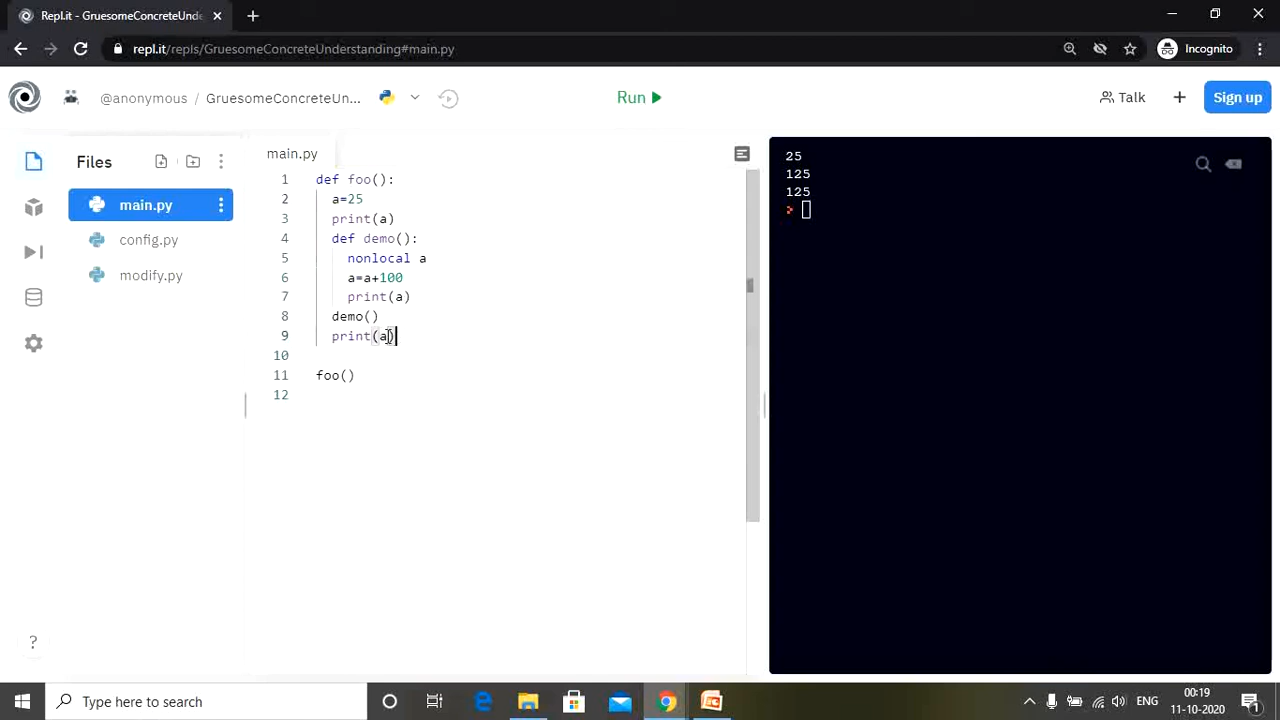 Repl.it - GruesomeConcreteUnde
repl.it/repls/GruesomeConcreteUnderstanding#main.py
Incognito
@anonymous / GruesomeConcreteUn...
Run
Talk
+
Sign up
Files
main.py
config.py
modify.py
?
main.py
1 def foo():
2 a=25
3 print(a)
4 def demo():
5 nonlocal a
6 a=a+100
7 print(a)
8 demo()
9 print(a)
10
11 foo()
12
25
125
125
Type here to search
ENG
00:19
11-10-2020
1